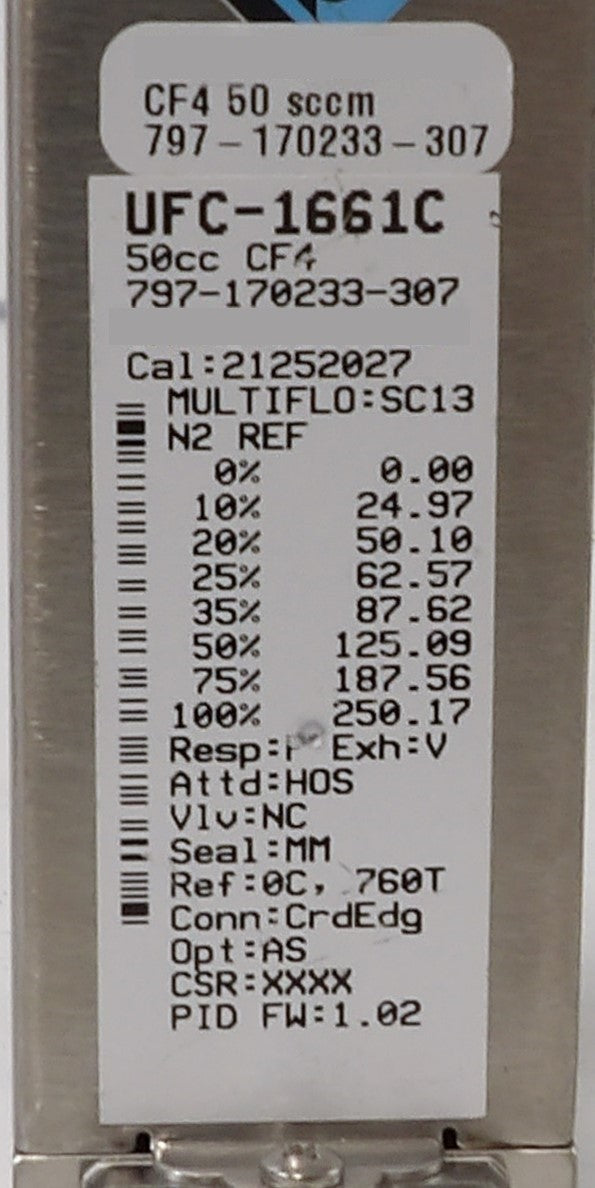 CF4 50 sccm
797-170233-307
UFC-1661C
50cc CF4
797-170233-307
Cal:21252027
MULTIFLO:SC13
N2 REF
0% 0.00
10% 24.97
20% 50.10
25% 62.57
35% 87.62
50% 125.09
75% 187.56
100% 250.17
Resp: Exh:V
Attd:HOS
Vlv:NC
Seal:MM
Ref:0C, 760T
Conn:CrdEdg
Opt:AS
CSR:XXXX
PID FW:1.02